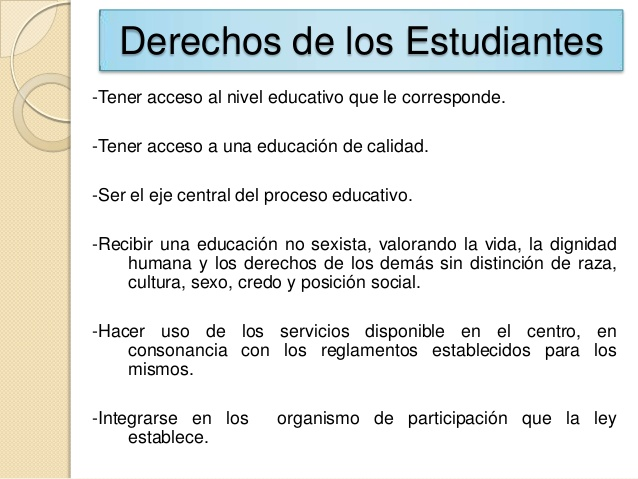 Derechos de los Estudiantes
-Tener acceso al nivel educativo que le corresponde.
-Tener acceso a una educación de calidad.
-Ser el eje central del proceso educativo.
-Recibir una educación no sexista, valorando la vida, la dignidad
humana y los derechos de los demás sin distinción de raza,
cultura, sexo, credo y posición social.
-Hacer uso de los servicios disponible en el centro, en
consonancia con los reglamentos establecidos para los
mismos.
-Integrarse en los organismo de participación que la ley
establece.